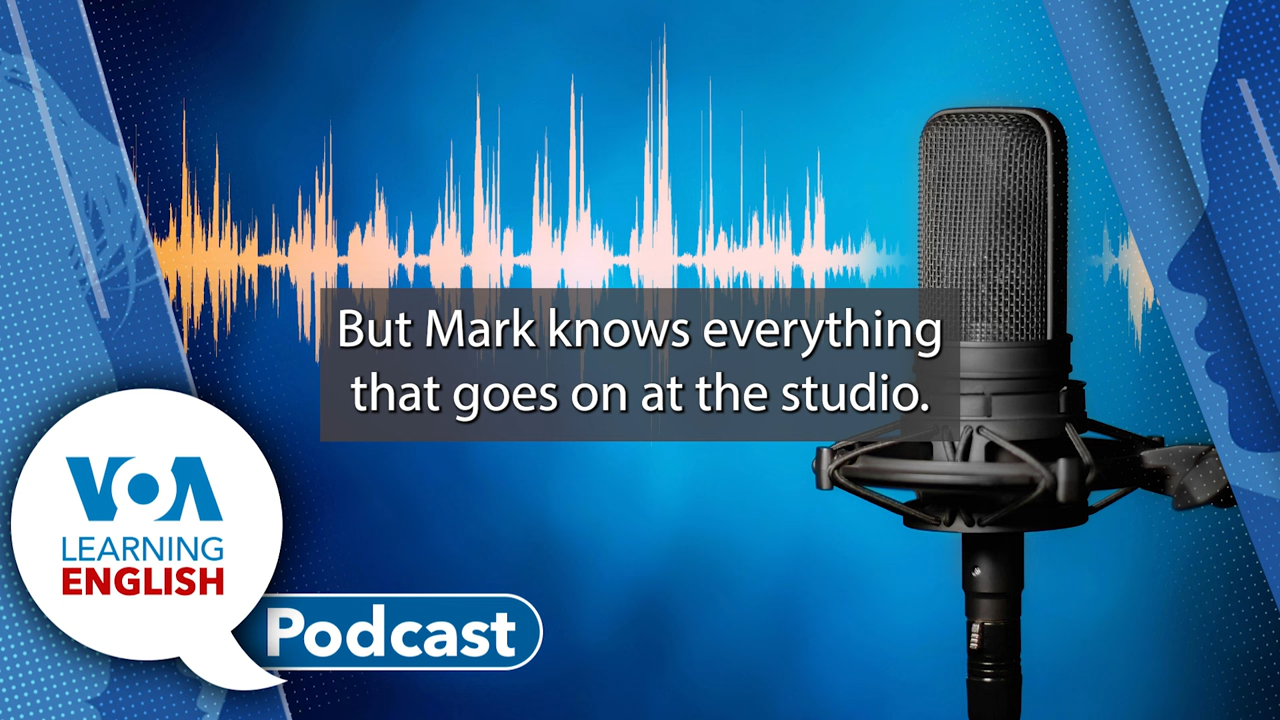 But Mark knows everything
that goes on at the studio.
VOA
LEARNING
ENGLISH
Podcast